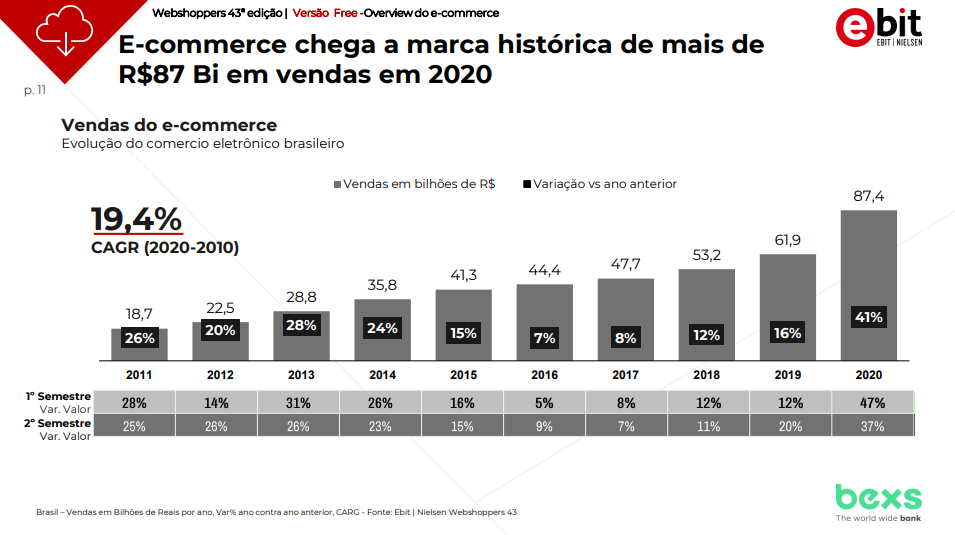 Webshoppers 43ª edição | Versão Free -Overview do e-commerce
E-commerce chega a marca histórica de mais de
R$87 Bi em vendas em 2020
ebit
EBIT | NIELSEN
p. 11
Vendas do e-commerce
Evolução do comercio eletrônico brasileiro
Vendas em bilhões de R$ Variação vs ano anterior
19,4%
CAGR (2020-2010)
18,7 22,5 28,8 35,8 41,3 44,4 47,7 53,2 61,9 87,4
26% 20% 28% 24% 15% 7% 8% 12% 16% 41%
2011 2012 2013 2014 2015 2016 2017 2018 2019 2020
1º Semestre
Var. Valor
28% 14% 31% 26% 16% 5% 8% 12% 12% 47%
2º Semestre
Var. Valor
25% 26% 26% 23% 15% 9% 7% 11% 20% 37%
bexs
The world wide bank
Brasil – Vendas em Bilhões de Reais por ano, Var% ano contra ano anterior, CARG - Fonte: Ebit | Nielsen Webshoppers 43